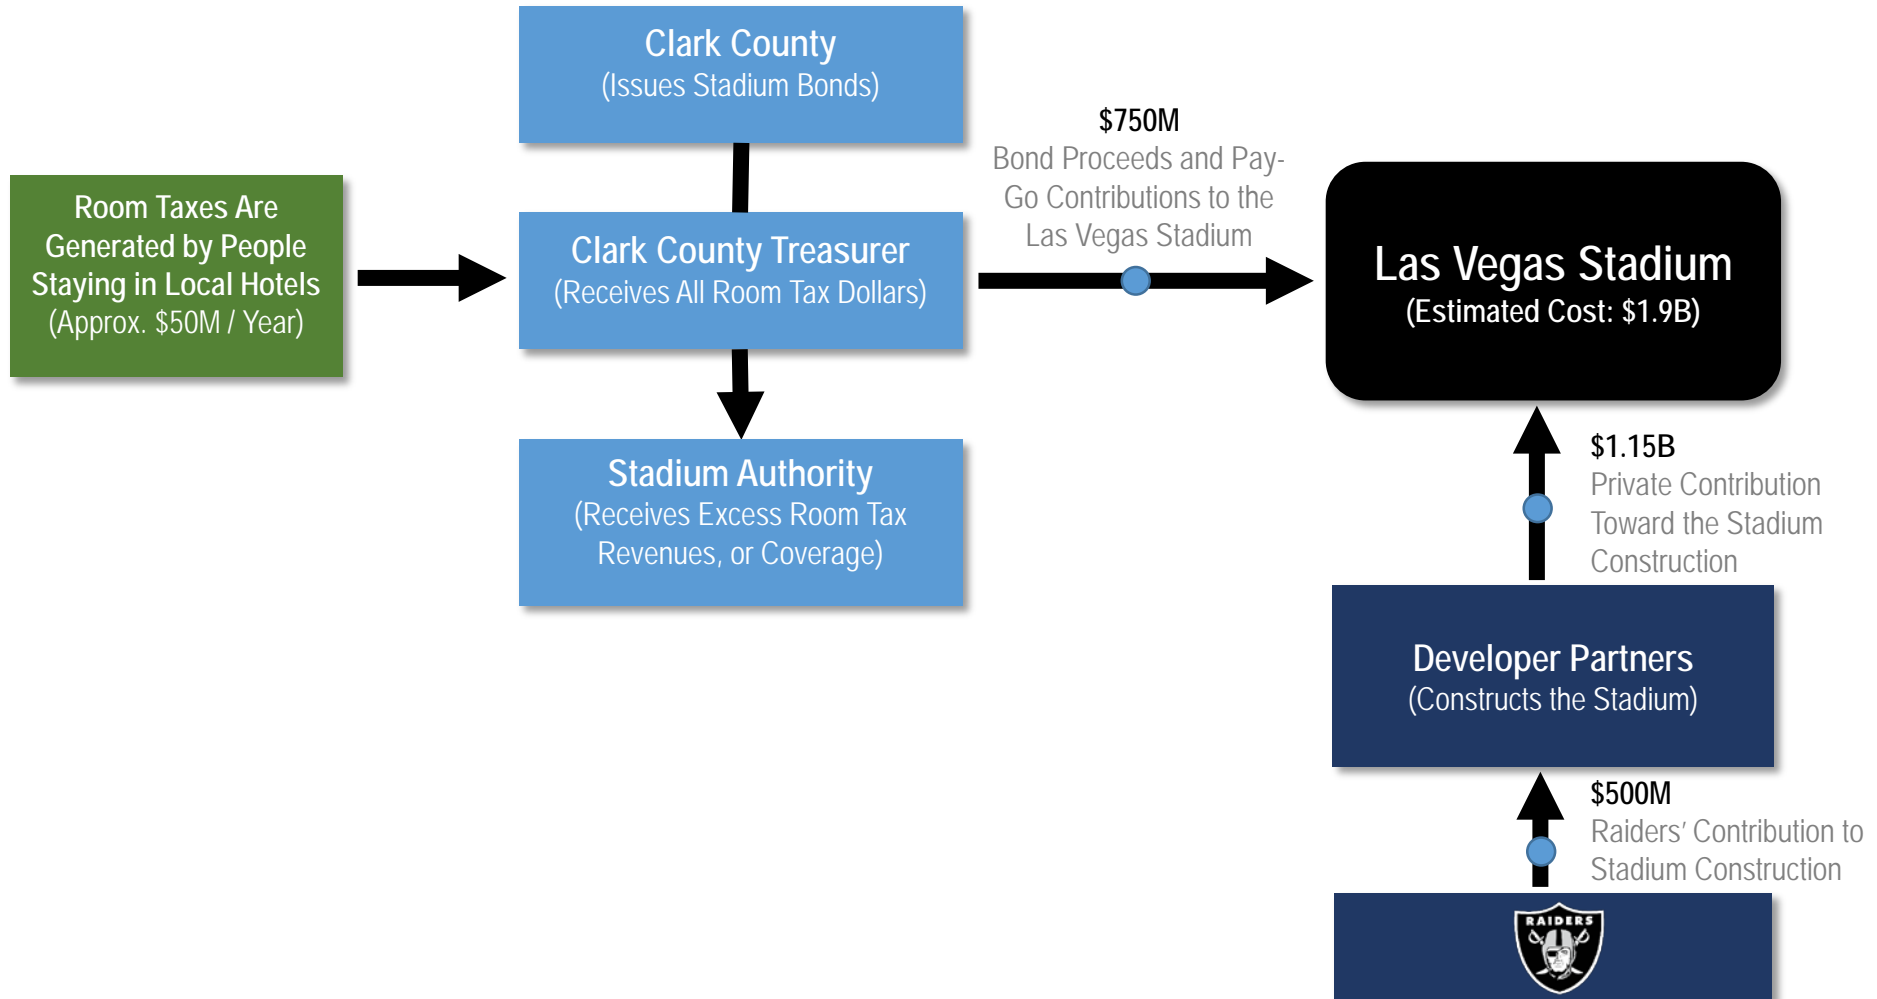 Clark County
(Issues Stadium Bonds)
$750M
Bond Proceeds and Pay-
Go Contributions to the
Las Vegas Stadium
Room Taxes Are
Generated by People
Staying in Local Hotels
(Approx. $50M / Year)
Clark County Treasurer
(Receives All Room Tax Dollars)
Las Vegas Stadium
(Estimated Cost: $1.9B)
Stadium Authority
(Receives Excess Room Tax
Revenues, or Coverage)
$1.15B
Private Contribution
Toward the Stadium
Construction
Developer Partners
(Constructs the Stadium)
$500M
Raiders' Contribution to
Stadium Construction
RAIDERS